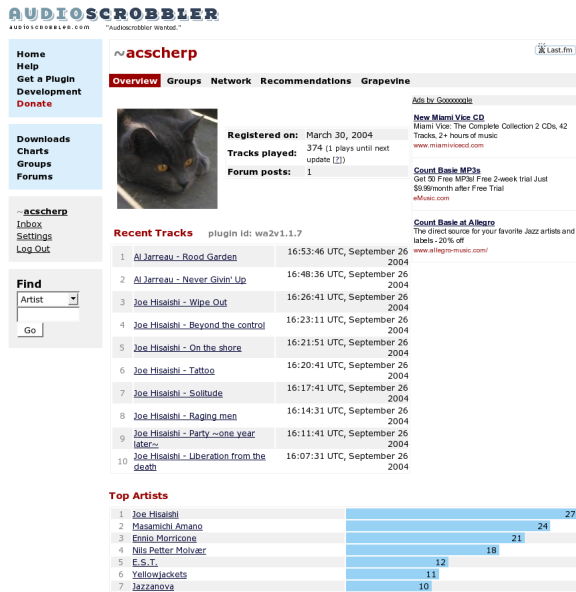 AUDIOSCROBBLER
AUDIOSCROBBLER.COM "Audioscrobbler Wanted."
Home
Help
Get a Plugin
Development
Donate
Downloads
Charts
Groups
Forums
~acscherp
Inbox
Settings
Log Out
Find
Artist
Go
~acscherp
Last.fm
Overview Groups Network Recommendations Grapevine
Registered on: March 30, 2004
Tracks played: 374 (1 plays until next
update [?])
Forum posts: 1
Ads by Goooooogle
New Miami Vice CD
Miami Vice: The Complete Collection 2 CDs, 42
Tracks, 2+ hours of music
www.miamivicecd.com
Count Basie MP3s
Get 50 Free MP3s! Free 2-week trial Just
$9.99/month after Free Trial
eMusic.com
Count Basie at Allegro
The direct source for your favorite Jazz artists and
labels - 20% off
www.allegro-music.com/
Recent Tracks plugin id: wa2v1.1.7
1 Al Jarreau - Rood Garden 16:53:46 UTC, September 26
2004
2 Al Jarreau - Never Givin' Up 16:48:36 UTC, September 26
2004
3 Joe Hisaishi - Wipe Out 16:26:41 UTC, September 26
2004
4 Joe Hisaishi - Beyond the control 16:23:11 UTC, September 26
2004
5 Joe Hisaishi - On the shore 16:21:51 UTC, September 26
2004
6 Joe Hisaishi - Tattoo 16:20:41 UTC, September 26
2004
7 Joe Hisaishi - Solitude 16:17:41 UTC, September 26
2004
8 Joe Hisaishi - Raging men 16:14:31 UTC, September 26
2004
9 Joe Hisaishi - Party ~one year 16:11:41 UTC, September 26
later~ 2004
10 Joe Hisaishi - Liberation from the 16:07:31 UTC, September 26
death 2004
Top Artists
1 Joe Hisaishi 27
2 Masamichi Amano 24
3 Ennio Morricone 21
4 Nils Petter Molvær 18
5 E.S.T. 12
6 Yellowjackets 11
7 Jazzanova 10